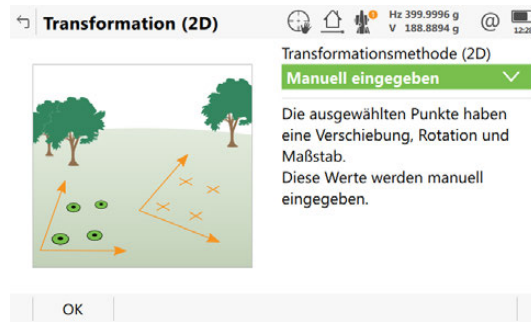 Transformation (2D)
Hz 399.9996 g
V 188.8894 g
@
Transformationsmethode (2D)
Manuell eingegeben
Die ausgewählten Punkte haben
eine Verschiebung, Rotation und
Maßstab.
Diese Werte werden manuell
eingegeben.
OK